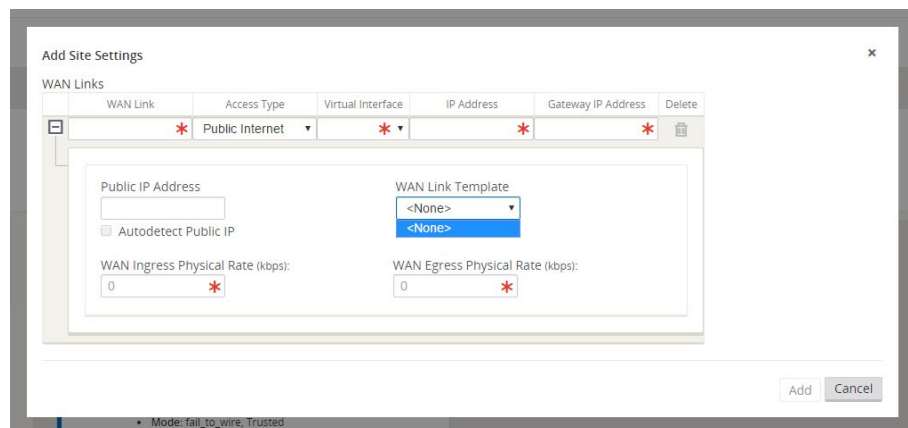 Add Site Settings ×
WAN Links
WAN Link Access Type Virtual Interface IP Address Gateway IP Address Delete
Public Internet
Public IP Address WAN Link Template
<None>
Autodetect Public IP <None>
WAN Ingress Physical Rate (kbps): WAN Egress Physical Rate (kbps):
0 0
Add Cancel
• Mode: fail_to_wire, Trusted